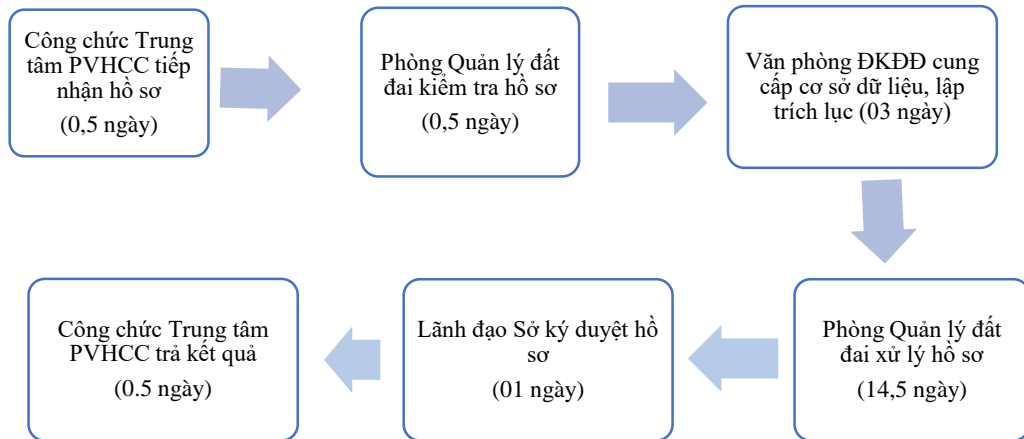 Công chức Trung
tâm PVHCC tiếp
nhận hồ sơ
(0,5 ngày)
Phòng Quản lý đất
đai kiểm tra hồ sơ
(0,5 ngày)
Văn phòng ĐKĐĐ cung
cấp cơ sở dữ liệu, lập
trích lục (03 ngày)
Phòng Quản lý đất
đai xử lý hồ sơ
(14,5 ngày)
Lãnh đạo Sở ký duyệt hồ
sơ
(01 ngày)
Công chức Trung tâm
PVHCC trả kết quả
(0.5 ngày)